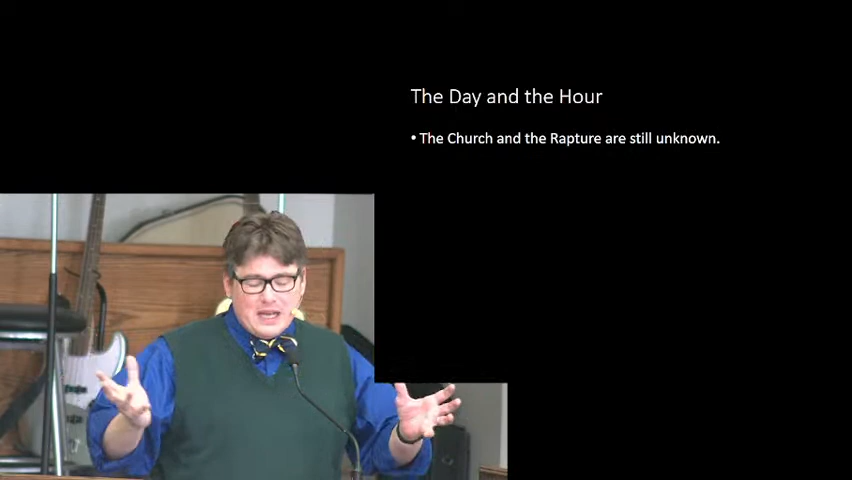 The Day and the Hour
• The Church and the Rapture are still unknown.